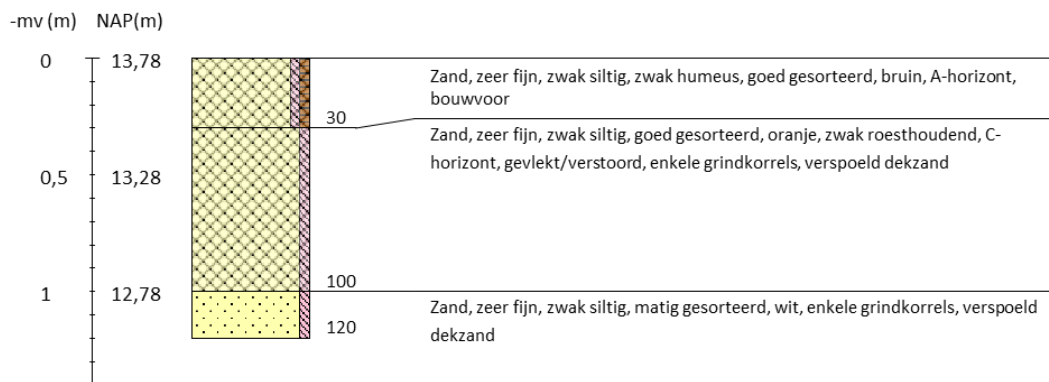 -mv (m) NAP(m)
0 13,78
Zand, zeer fijn, zwak siltig, zwak humeus, goed gesorteerd, bruin, A-horizont,
bouwvoor
30
Zand, zeer fijn, zwak siltig, goed gesorteerd, oranje, zwak roesthoudend, C-
horizont, gevlekt/verstoord, enkele grindkorrels, verspoeld dekzand
0,5 13,28
100
1 12,78
Zand, zeer fijn, zwak siltig, matig gesorteerd, wit, enkele grindkorrels, verspoeld
dekzand
120